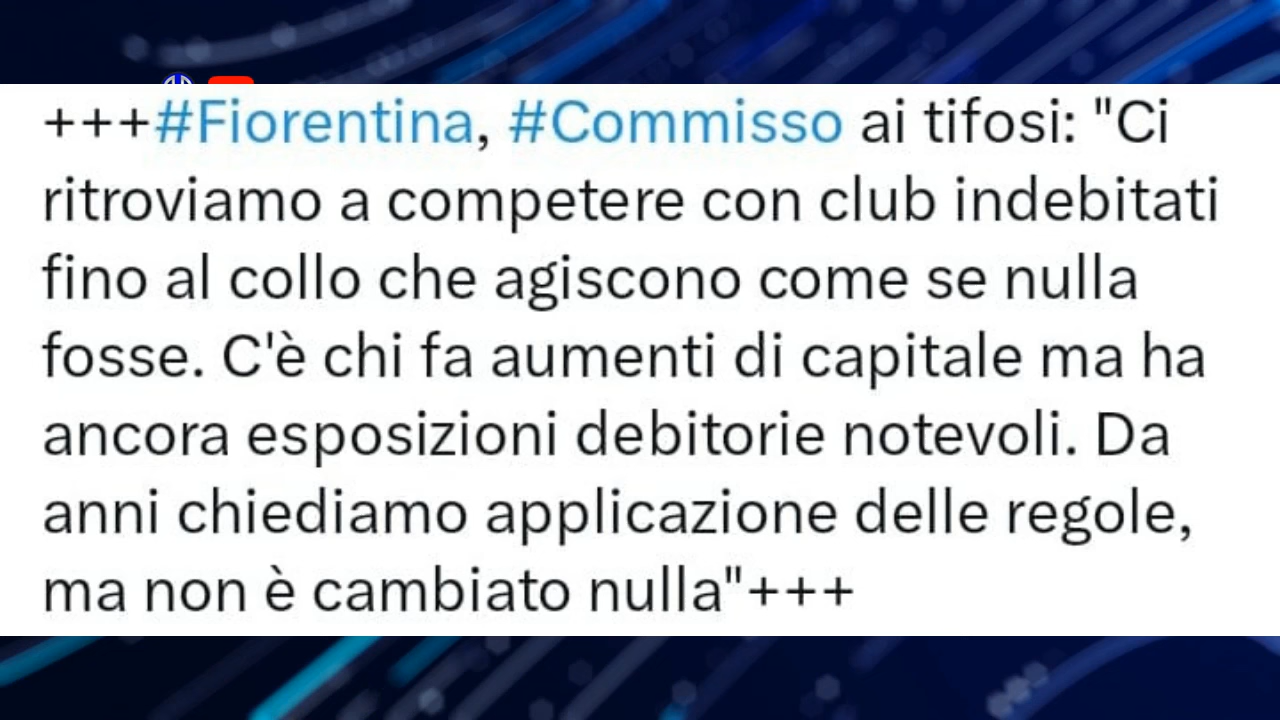 +++#Fiorentina, #Commisso ai tifosi: "Ci
ritroviamo a competere con club indebitati
fino al collo che agiscono come se nulla
fosse. C'è chi fa aumenti di capitale ma ha
ancora esposizioni debitorie notevoli. Da
anni chiediamo applicazione delle regole,
ma non è cambiato nulla"+++